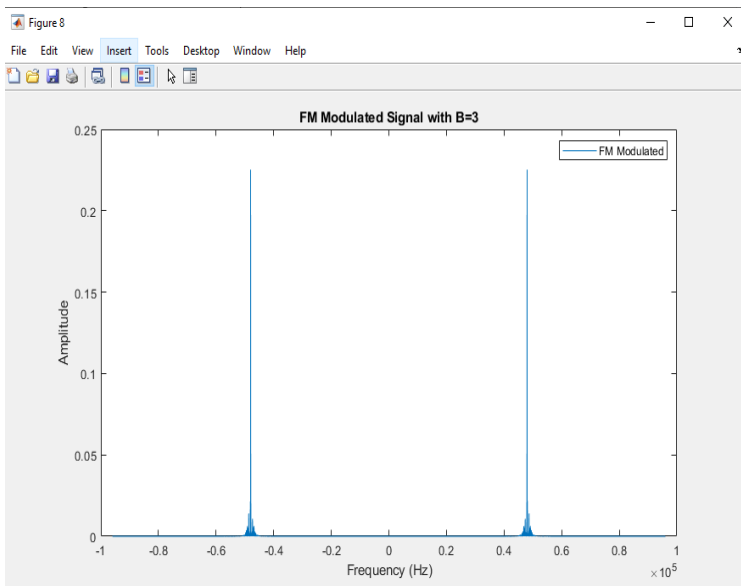 Figure 8
File Edit View Insert Tools Desktop Window Help
FM Modulated Signal with B=3
0.25
FM Modulated
0.2
0.15
Amplitude
0.1
0.05
0
-1 -0.8 -0.6 -0.4 -0.2 0 0.2 0.4 0.6 0.8 1
Frequency (Hz)
×10^5